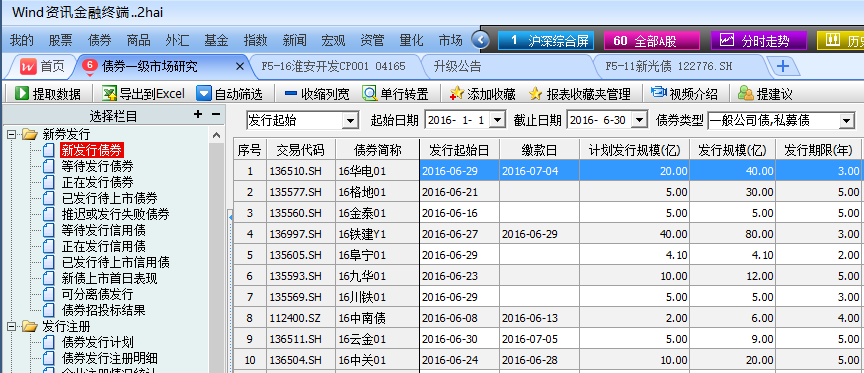 Wind资讯金融终端..2hai
我的 股票 债券 商品 外汇 基金 指数 新闻 宏观 资管 量化 市场 1 沪深综合屏 60 全部A股 分时走势 历史
首页 6 债券一级市场研究 × F5-16淮安开发CP001 04165 升级公告 F5-11新光债 122776.SH +
提取数据 导出到Excel 自动筛选 收缩列宽 单行转置 添加收藏 报表收藏夹管理 视频介绍 提建议
选择栏目 + −
发行起始 起始日期 2016- 1- 1 截止日期 2016- 6-30 债券类型 一般公司债,私募债
新券发行
新发行债券
等待发行债券
正在发行债券
已发行待上市债券
推迟或发行失败债券
等待发行信用债
正在发行信用债
已发行待上市信用债
新债上市首日表现
可分离债发行
债券招投标结果
发行注册
债券发行计划
债券发行注册明细
企业注册情况统计
序号 交易代码 债券简称 发行起始日 缴款日 计划发行规模(亿) 发行规模(亿) 发行期限(年)
1 136510.SH 16华电01 2016-06-29 2016-07-04 20.00 40.00 3.00
2 135577.SH 16格地01 2016-06-21 5.00 30.00 5.00
3 135560.SH 16金泰01 2016-06-16 5.00 5.00 5.00
4 136997.SH 16铁建Y1 2016-06-27 2016-06-29 40.00 80.00 3.00
5 135605.SH 16阜宁01 2016-06-29 4.10 4.10 2.00
6 135593.SH 16九华01 2016-06-23 10.00 12.00 5.00
7 135569.SH 16川铁01 2016-06-29 5.00 5.00 3.00
8 112400.SZ 16中南债 2016-06-08 2016-06-13 2.00 6.00 4.00
9 136511.SH 16云金01 2016-06-30 2016-07-05 5.00 9.00 5.00
10 136504.SH 16中关01 2016-06-24 2016-06-28 10.00 20.00 5.00